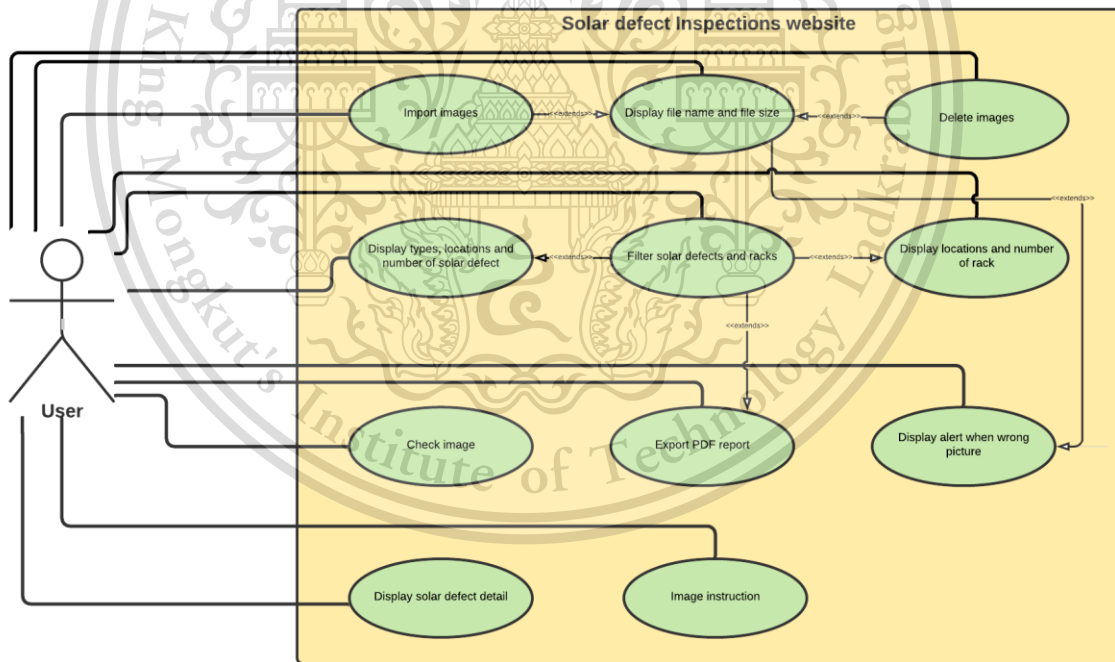 Solar defect Inspections website
Import images
<<extends>>
Display file name and file size
<<extends>>
Delete images
<<extends>>
Display types, locations and
number of solar defect
<<extends>>
Filter solar defects and racks
<<extends>>
Display locations and number
of rack
<<extends>>
User
Check image
Export PDF report
Display alert when wrong
picture
Display solar defect detail
Image instruction
King Mongkut's Institute of Technology Ladkrabang